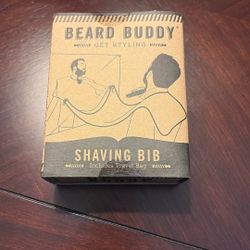 BEARD BUDDY
GET STYLING
SHAVING BIB
Includes Travel Bag